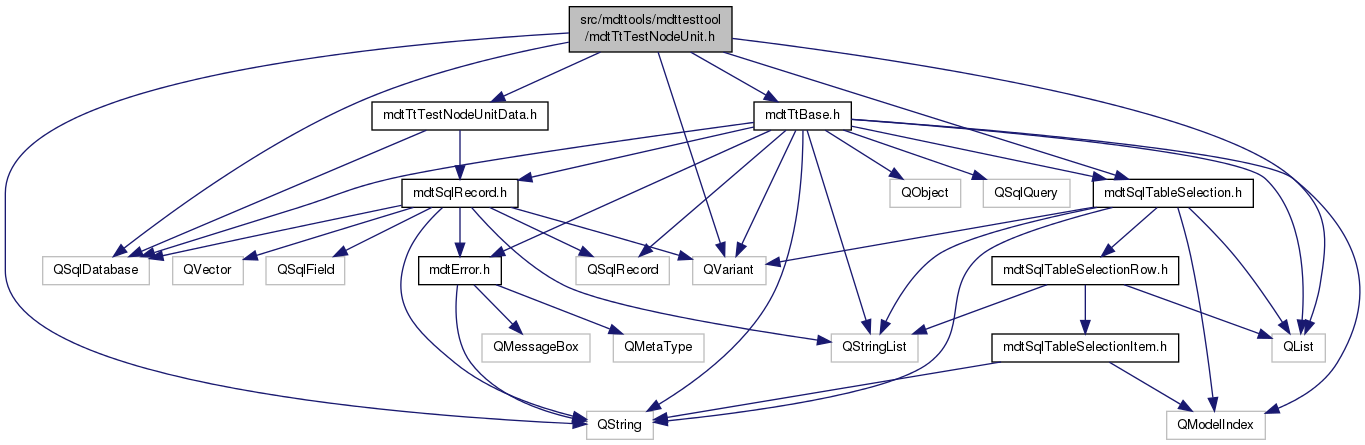 src/mdttools/mdttesttool
/mdtTtTestNodeUnit.h
mdtTtTestNodeUnitData.h
mdtTtBase.h
mdtSqlRecord.h
QObject
QSqlQuery
mdtSqlTableSelection.h
QSqlDatabase
QVector
QSqlField
mdtError.h
QSqlRecord
QVariant
mdtSqlTableSelectionRow.h
QMessageBox
QMetaType
QStringList
mdtSqlTableSelectionItem.h
QList
QString
QModelIndex